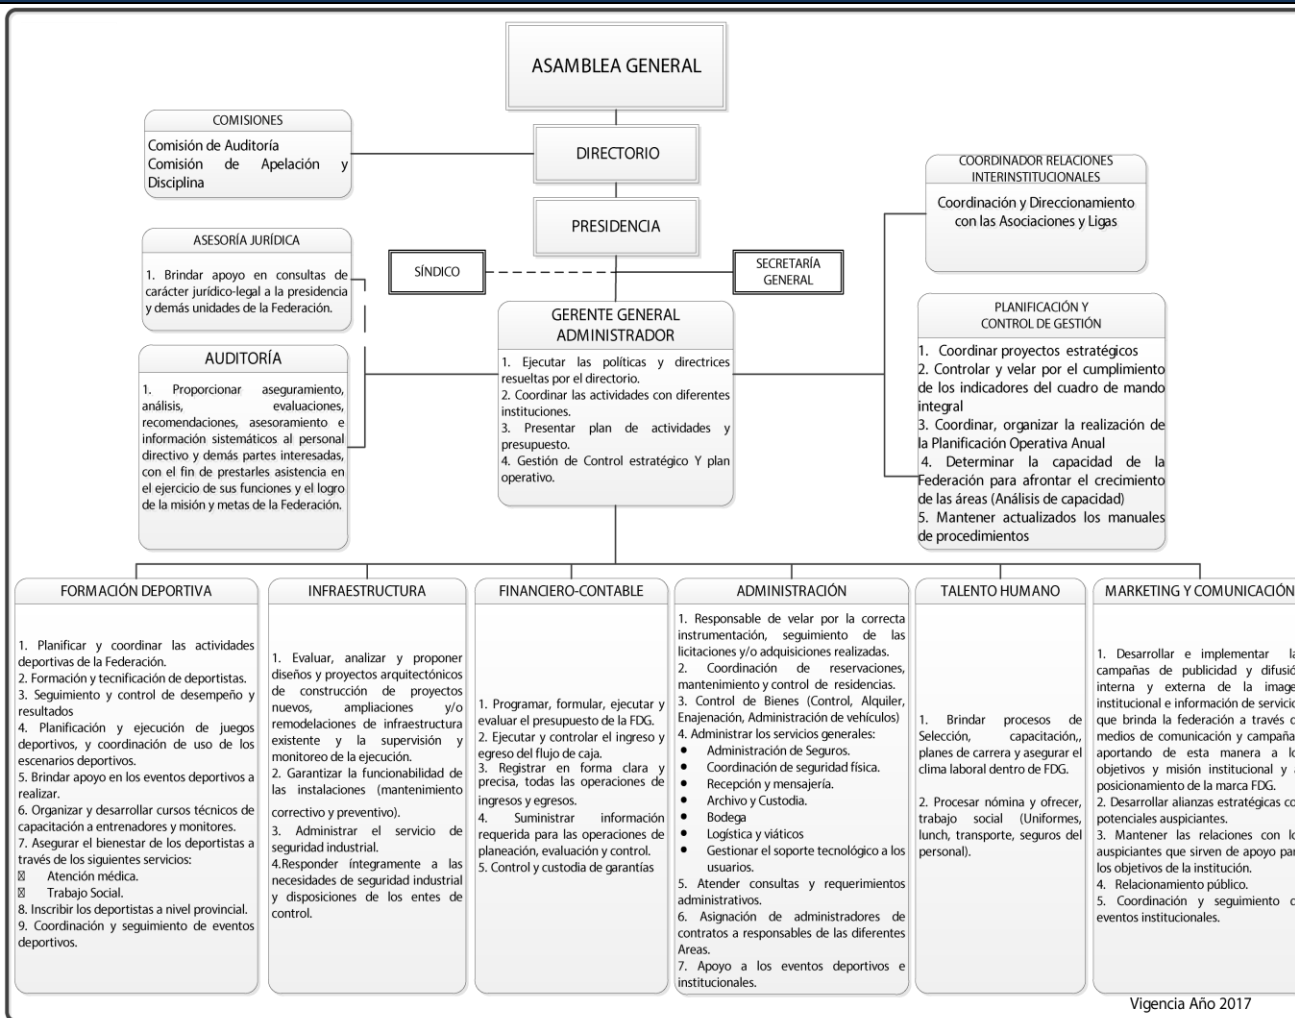 ASAMBLEA GENERAL
COMISIONES
Comisión de Auditoría
Comisión de Apelación y
Disciplina
DIRECTORIO
COORDINADOR RELACIONES
INTERINSTITUCIONALES
Coordinación y Direccionamiento
con las Asociaciones y Ligas
PRESIDENCIA
ASESORÍA JURÍDICA
1. Brindar apoyo en consultas de
carácter jurídico-legal a la presidencia
y demás unidades de la Federación.
SÍNDICO
SECRETARÍA
GENERAL
GERENTE GENERAL
ADMINISTRADOR
1. Ejecutar las políticas y directrices
resueltas por el directorio.
2. Coordinar las actividades con diferentes
instituciones.
3. Presentar plan de actividades y
presupuesto.
4. Gestión de Control estratégico Y plan
operativo.
PLANIFICACIÓN Y
CONTROL DE GESTIÓN
1. Coordinar proyectos estratégicos
2. Controlar y velar por el cumplimiento
de los indicadores del cuadro de mando
integral
3. Coordinar, organizar la realización de
la Planificación Operativa Anual
4. Determinar la capacidad de la
Federación para afrontar el crecimiento
de las áreas (Análisis de capacidad)
5. Mantener actualizados los manuales
de procedimientos
AUDITORÍA
1. Proporcionar aseguramiento,
análisis, evaluaciones,
recomendaciones, asesoramiento e
información sistemáticos al personal
directivo y demás partes interesadas,
con el fin de prestarles asistencia en
el ejercicio de sus funciones y el logro
de la misión y metas de la Federación.
FORMACIÓN DEPORTIVA
1. Planificar y coordinar las actividades
deportivas de la Federación.
2. Formación y tecnificación de deportistas.
3. Seguimiento y control de desempeño y
resultados
4. Planificación y ejecución de juegos
deportivos, y coordinación de uso de los
escenarios deportivos.
5. Brindar apoyo en los eventos deportivos a
realizar.
6. Organizar y desarrollar cursos técnicos de
capacitación a entrenadores y monitores.
7. Asegurar el bienestar de los deportistas a
través de los siguientes servicios:
Atención médica.
Trabajo Social.
8. Inscribir los deportistas a nivel provincial.
9. Coordinación y seguimiento de eventos
deportivos.
INFRAESTRUCTURA
1. Evaluar, analizar y proponer
diseños y proyectos arquitectónicos
de construcción de proyectos
nuevos, ampliaciones y/o
remodelaciones de infraestructura
existente y la supervisión y
monitoreo de la ejecución.
2. Garantizar la funcionabilidad de
las instalaciones (mantenimiento
correctivo y preventivo).
3. Administrar el servicio de
seguridad industrial.
4.Responder íntegramente a las
necesidades de seguridad industrial
y disposiciones de los entes de
control.
FINANCIERO-CONTABLE
1. Programar, formular, ejecutar y
evaluar el presupuesto de la FDG.
2. Ejecutar y controlar el ingreso y
egreso del flujo de caja.
3. Registrar en forma clara y
precisa, todas las operaciones de
ingresos y egresos.
4. Suministrar información
requerida para las operaciones de
planeación, evaluación y control.
5. Control y custodia de garantías
ADMINISTRACIÓN
1. Responsable de velar por la correcta
instrumentación, seguimiento de las
licitaciones y/o adquisiciones realizadas.
2. Coordinación de reservaciones,
mantenimiento y control de residencias.
3. Control de Bienes (Control, Alquiler,
Enajenación, Administración de vehículos)
4. Administrar los servicios generales:
● Administración de Seguros.
● Coordinación de seguridad física.
● Recepción y mensajería.
● Archivo y Custodia.
● Bodega
● Logística y viáticos
● Gestionar el soporte tecnológico a los
usuarios.
5. Atender consultas y requerimientos
administrativos.
6. Asignación de administradores de
contratos a responsables de las diferentes
Areas.
7. Apoyo a los eventos deportivos e
institucionales.
TALENTO HUMANO
1. Brindar procesos de
Selección, capacitación,,
planes de carrera y asegurar el
clima laboral dentro de FDG.
2. Procesar nómina y ofrecer,
trabajo social (Uniformes,
lunch, transporte, seguros del
personal).
MARKETING Y COMUNICACIÓN
1. Desarrollar e implementar
campañas de publicidad y
interna y externa de la
institucional e información de
que brinda la federación a través
medios de comunicación y
aportando de esta manera a
objetivos y misión institucional y
posicionamiento de la marca FDG.
2. Desarrollar alianzas estratégicas
potenciales auspiciantes.
3. Mantener las relaciones con
auspiciantes que sirven de apoyo
los objetivos de la institución.
4. Relacionamiento público.
5. Coordinación y seguimiento
eventos institucionales.
Vigencia Año 2017